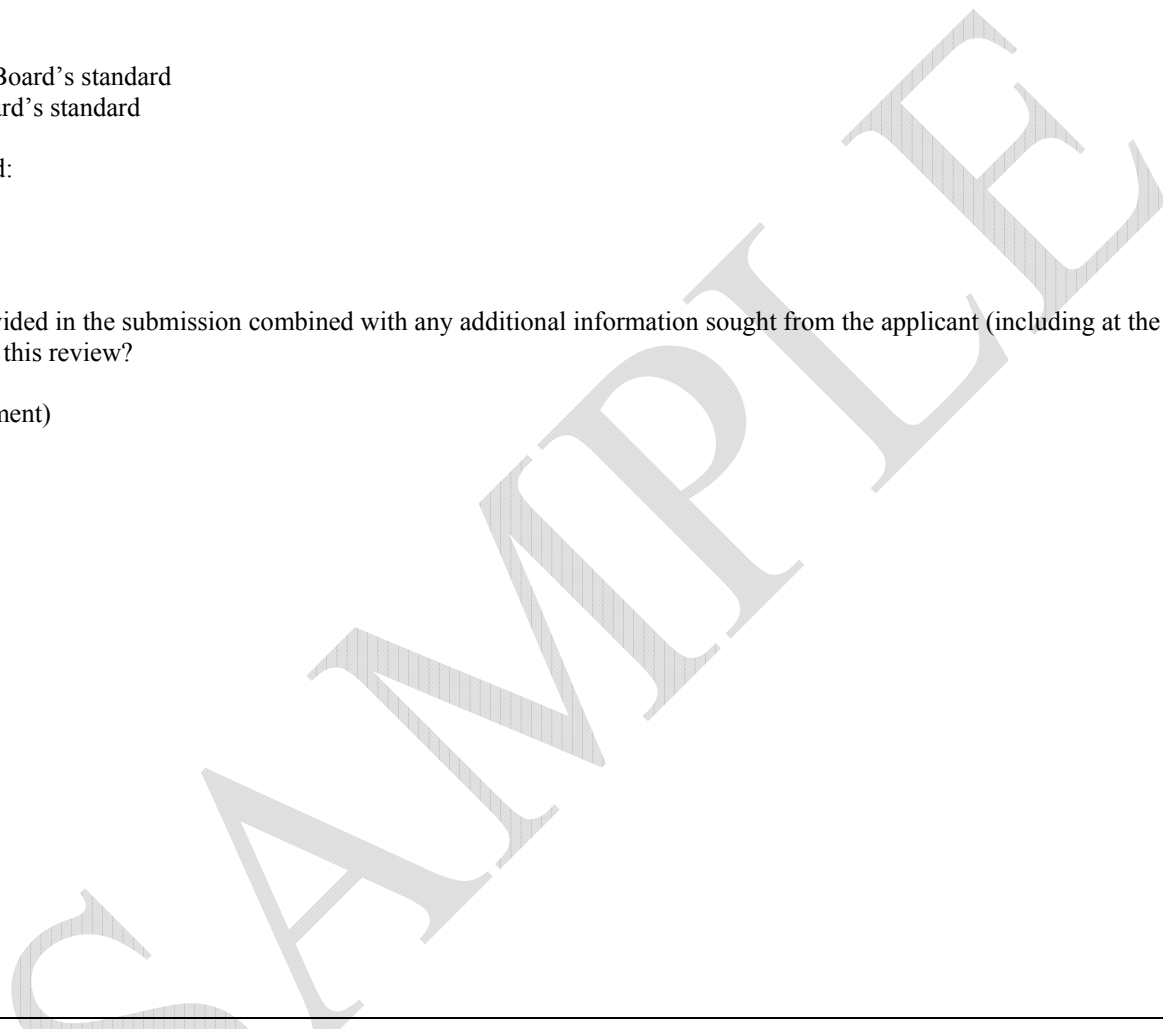 Board's standard
ard's standard
d:
vided in the submission combined with any additional information sought from the applicant (including at the
this review?
ment)
SAMPLE